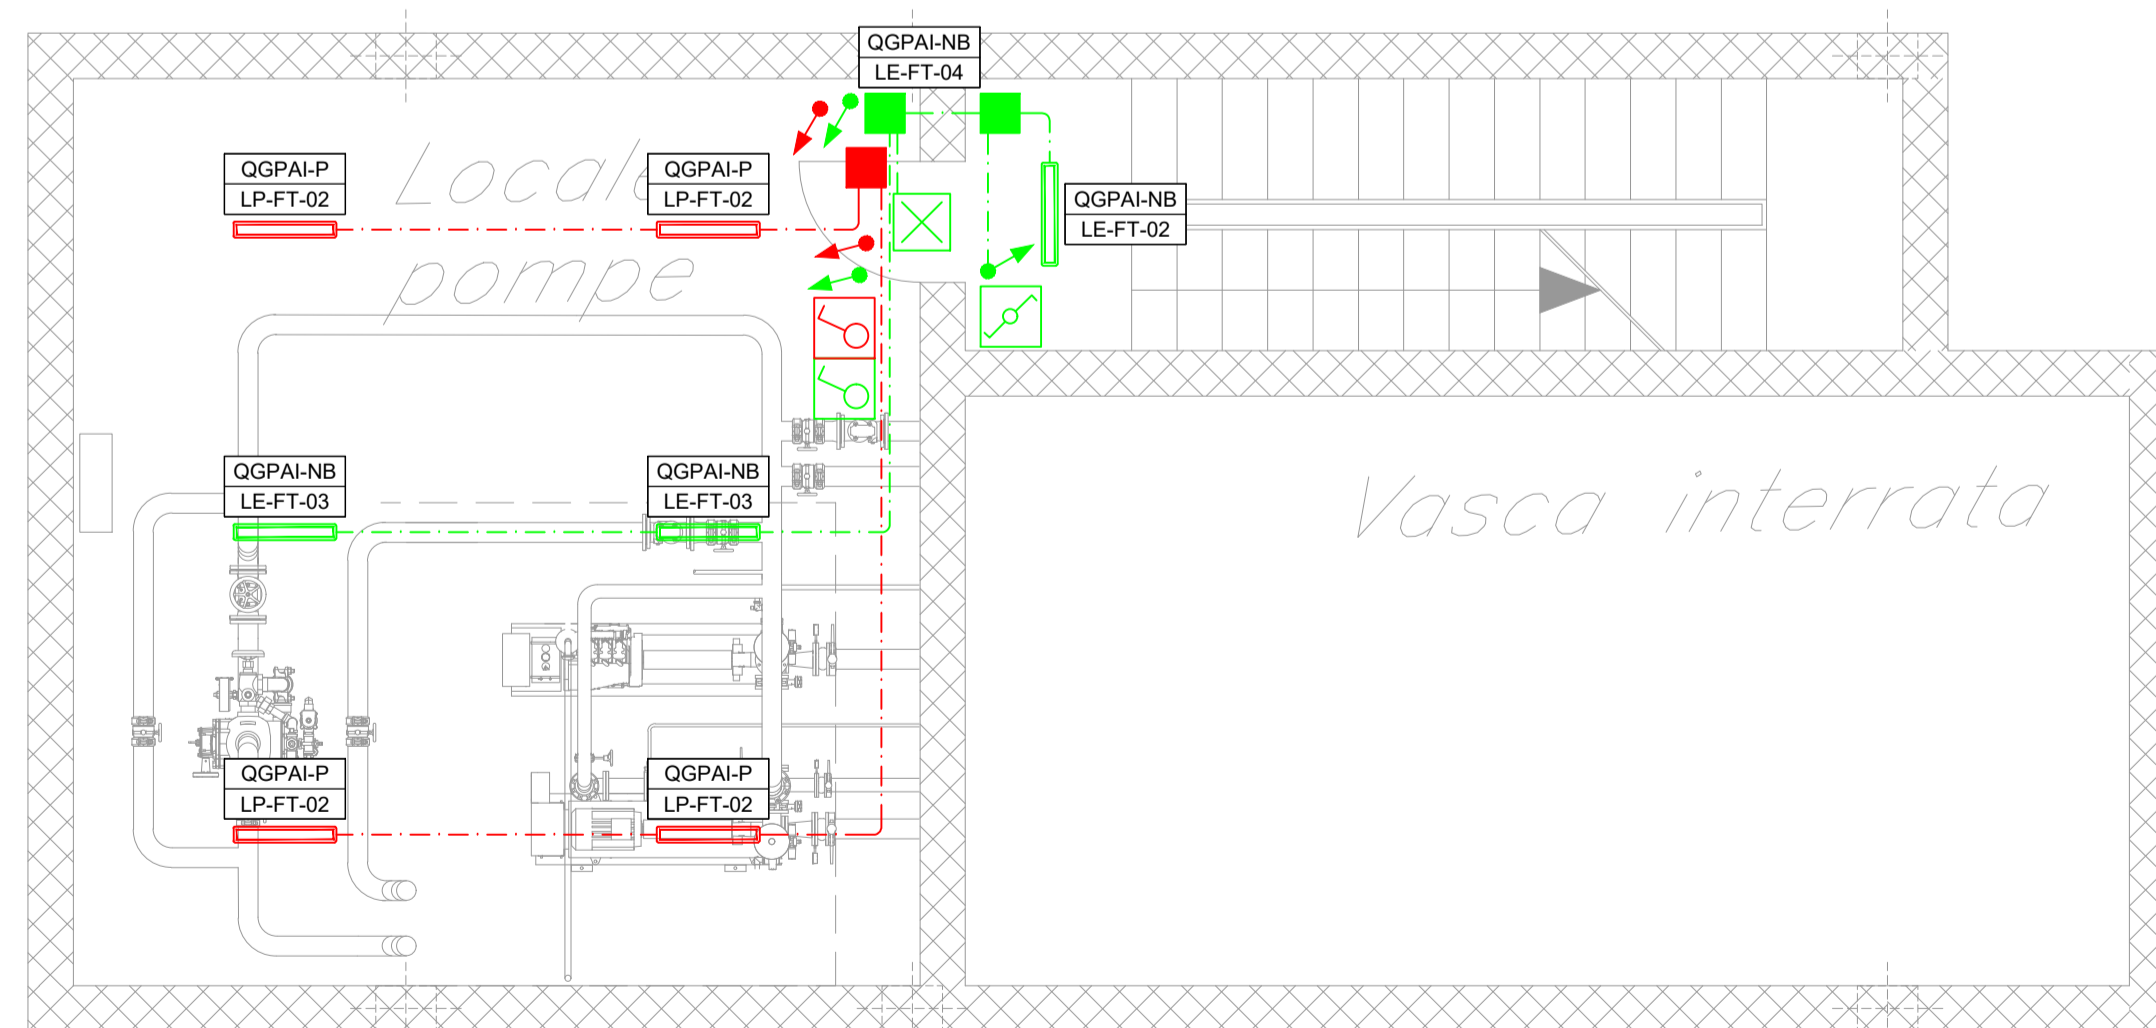 QGPAI-NB
LE-FT-04
QGPAI-P
LP-FT-02
Locale
pompe
QGPAI-P
LP-FT-02
QGPAI-NB
LE-FT-02
QGPAI-NB
LE-FT-03
QGPAI-NB
LE-FT-03
Vasca interrata
QGPAI-P
LP-FT-02
QGPAI-P
LP-FT-02